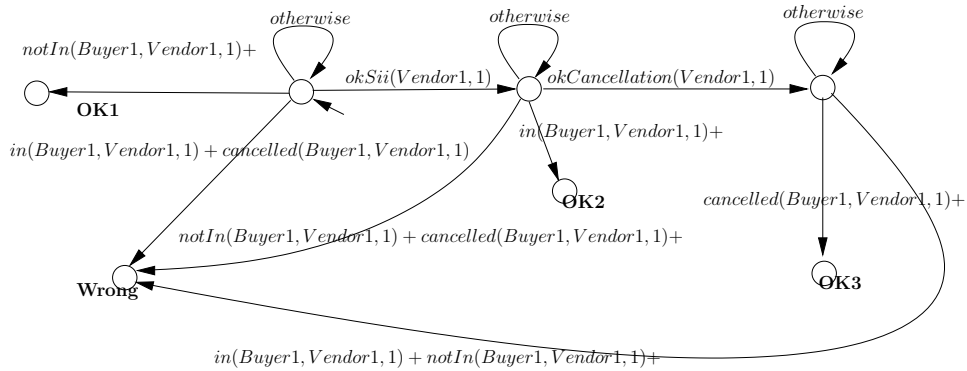 otherwise
otherwise
otherwise
notIn(Buyer1, Vendor1, 1)+
okSii(Vendor1, 1)
okCancellation(Vendor1, 1)
OK1
in(Buyer1, Vendor1, 1)+
in(Buyer1, Vendor1, 1) + cancelled(Buyer1, Vendor1, 1)
OK2
cancelled(Buyer1, Vendor1, 1)+
notIn(Buyer1, Vendor1, 1) + cancelled(Buyer1, Vendor1, 1)+
Wrong
OK3
in(Buyer1, Vendor1, 1) + notIn(Buyer1, Vendor1, 1)+